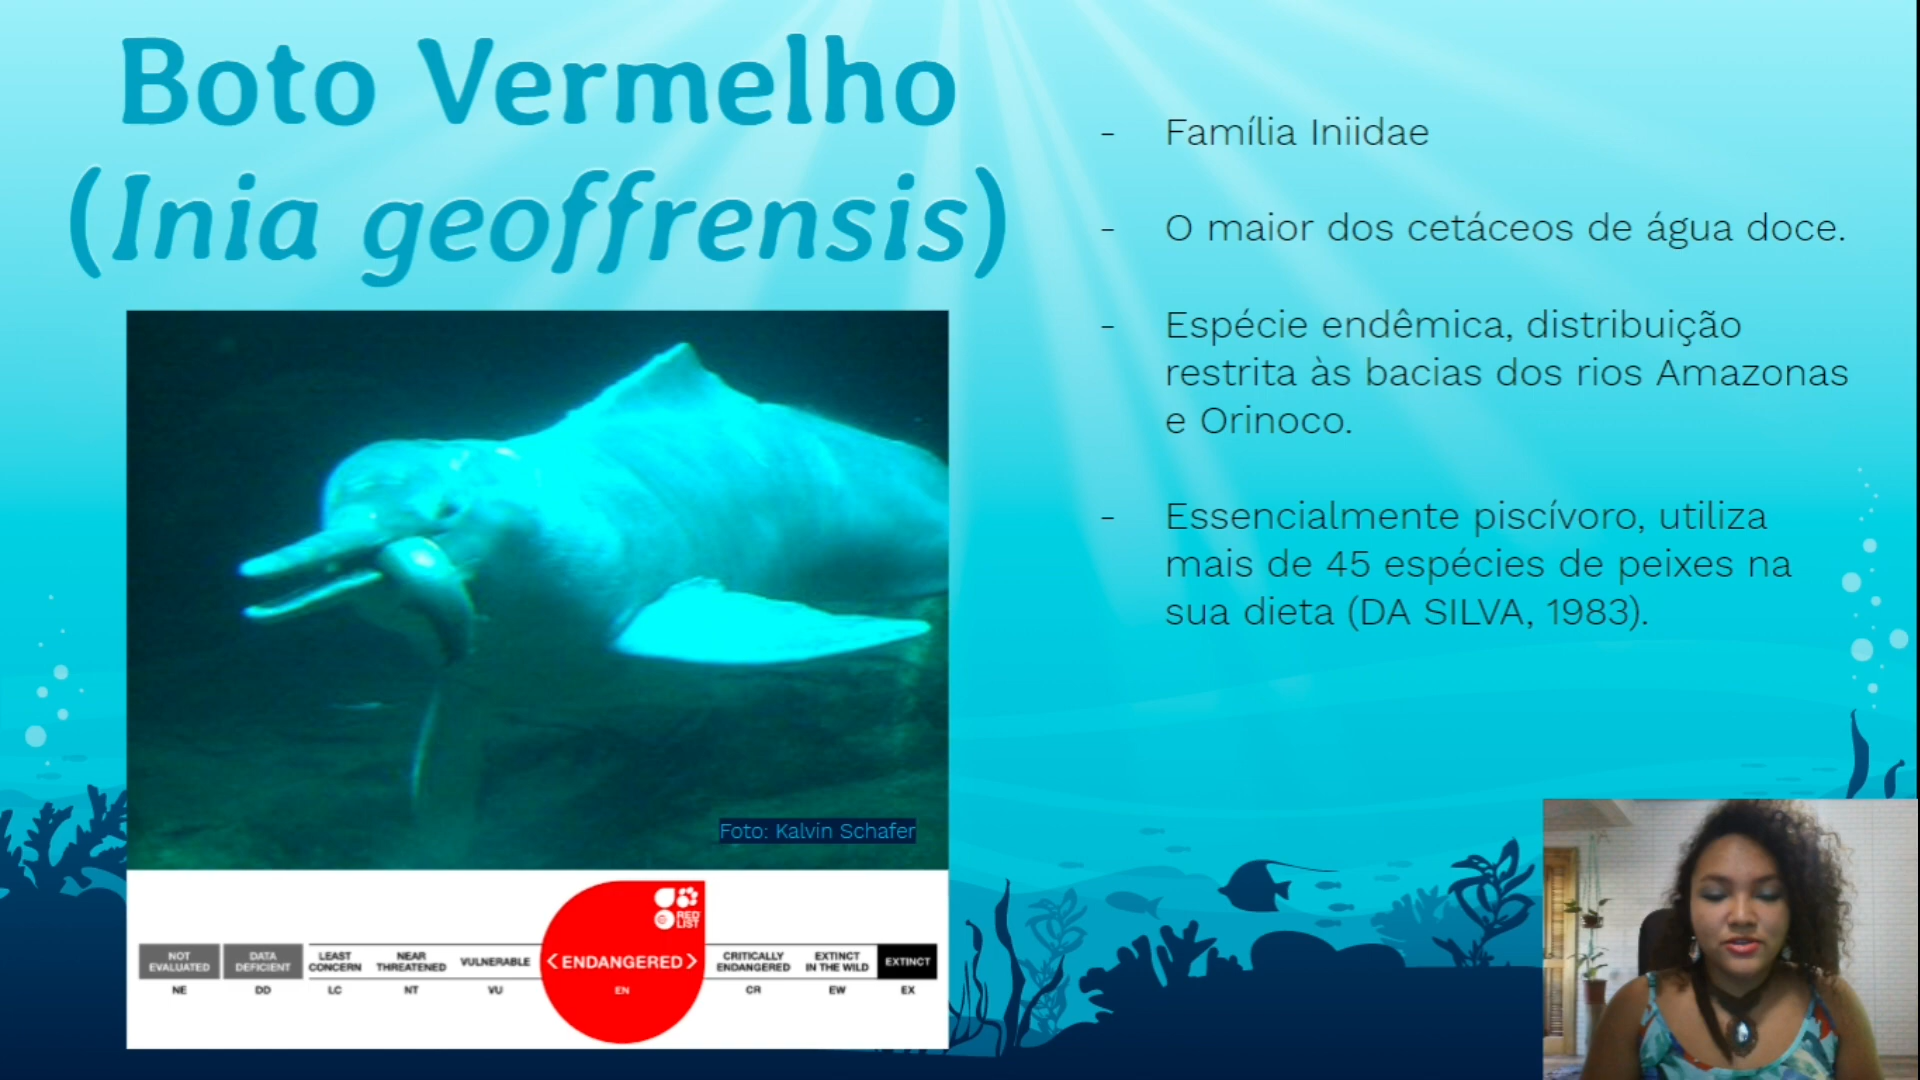 Boto Vermelho
(Inia geoffrensis)
- Família Iniidae
- O maior dos cetáceos de água doce.
- Espécie endêmica, distribuição
restrita às bacias dos rios Amazonas
e Orinoco.
- Essencialmente piscívoro, utiliza
mais de 45 espécies de peixes na
sua dieta (DA SILVA, 1983).
Foto: Kalvin Schafer
RED
LIST
NOT
EVALUATED
NE
DATA
DEFICIENT
DD
LEAST
CONCERN
LC
NEAR
THREATENED
NT
VULNERABLE
VU
<ENDANGERED>
EN
CRITICALLY
ENDANGERED
CR
EXTINCT
IN THE WILD
EW
EXTINCT
EX